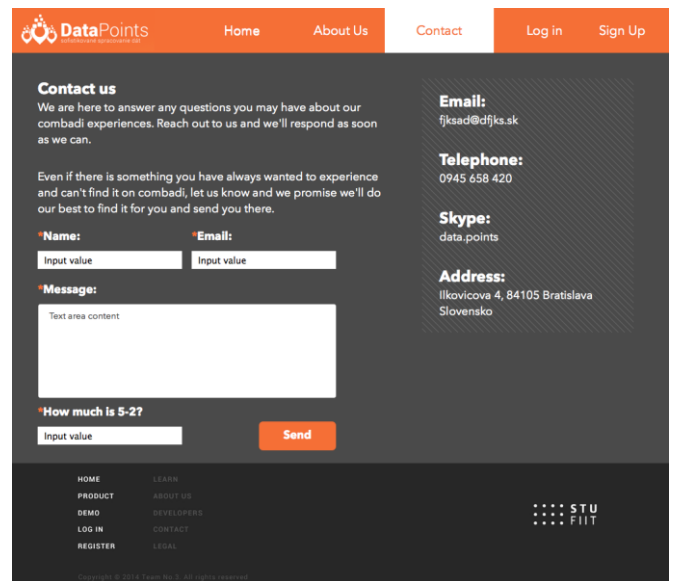 DataPoints
Home
About Us
Contact
Log in
Sign Up
Contact us
We are here to answer any questions you may have about our
combadi experiences. Reach out to us and we'll respond as soon
as we can.
Even if there is something you have always wanted to experience
and can't find it on combadi, let us know and we promise we'll do
our best to find it for you and send you there.
*Name:
*Email:
Input value
Input value
*Message:
Text area content
*How much is 5-2?
Input value
Send
Email:
fjksad@dfjks.sk
Telephone:
0945 658 420
Skype:
data.points
Address:
Ilkovicova 4, 84105 Bratislava
Slovensko
HOME
PRODUCT
DEMO
LOG IN
REGISTER
LEARN
ABOUT US
DEVELOPERS
CONTACT
LEGAL
STU
FIIT